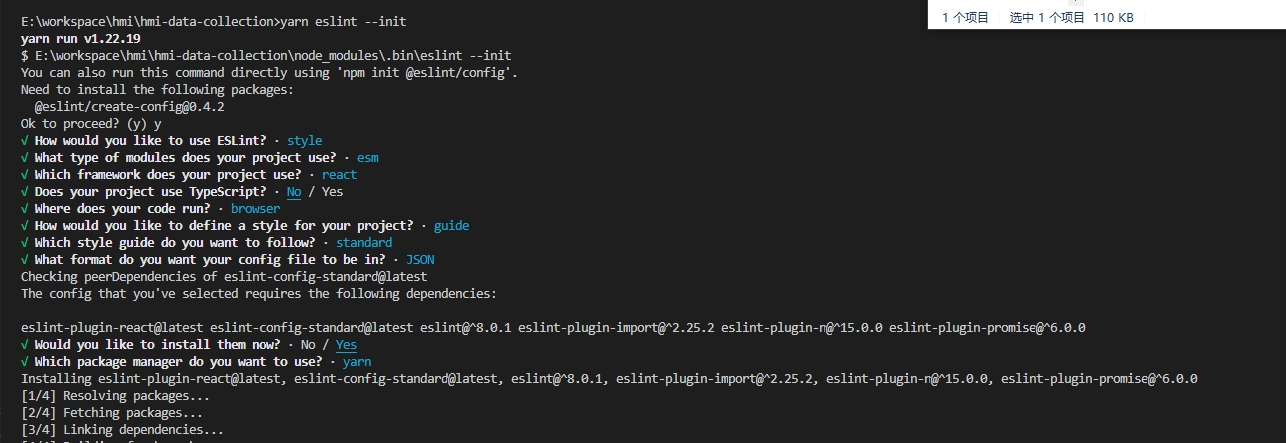 1 个项目 选中 1 个项目 110 KB
E:\workspace\hmi\hmi-data-collection>yarn eslint --init
yarn run v1.22.19
$ E:\workspace\hmi\hmi-data-collection\node_modules\.bin\eslint --init
You can also run this command directly using 'npm init @eslint/config'.
Need to install the following packages:
  @eslint/create-config@0.4.2
Ok to proceed? (y) y
√ How would you like to use ESLint? · style
√ What type of modules does your project use? · esm
√ Which framework does your project use? · react
√ Does your project use TypeScript? · No / Yes
√ Where does your code run? · browser
√ How would you like to define a style for your project? · guide
√ Which style guide do you want to follow? · standard
√ What format do you want your config file to be in? · JSON
Checking peerDependencies of eslint-config-standard@latest
The config that you've selected requires the following dependencies:

eslint-plugin-react@latest eslint-config-standard@latest eslint@^8.0.1 eslint-plugin-import@^2.25.2 eslint-plugin-n@^15.0.0 eslint-plugin-promise@^6.0.0
√ Would you like to install them now? · No / Yes
√ Which package manager do you want to use? · yarn
Installing eslint-plugin-react@latest, eslint-config-standard@latest, eslint@^8.0.1, eslint-plugin-import@^2.25.2, eslint-plugin-n@^15.0.0, eslint-plugin-promise@^6.0.0
[1/4] Resolving packages...
[2/4] Fetching packages...
[3/4] Linking dependencies...